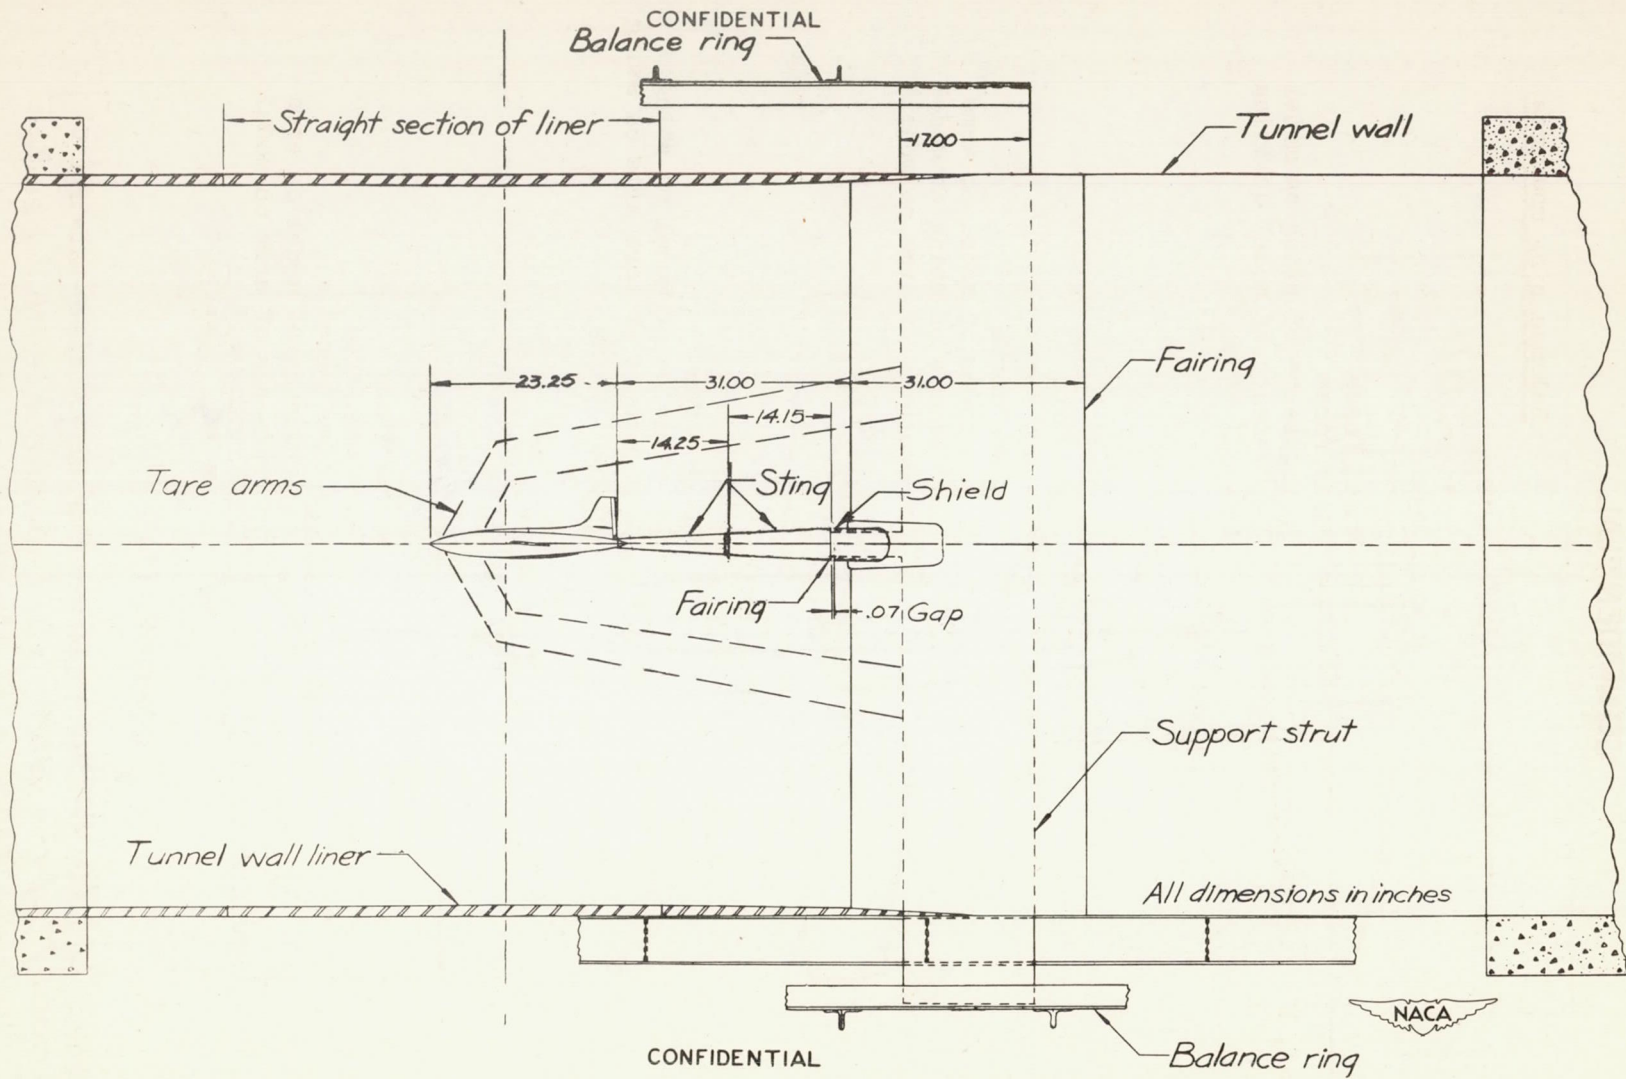 CONFIDENTIAL
Balance ring
Straight section of liner
17.00
Tunnel wall
23.25
31.00
31.00
Fairing
14.15
14.25
Tare arms
Sting
Shield
Fairing
.07 Gap
Support strut
Tunnel wall liner
All dimensions in inches
NACA
CONFIDENTIAL
Balance ring